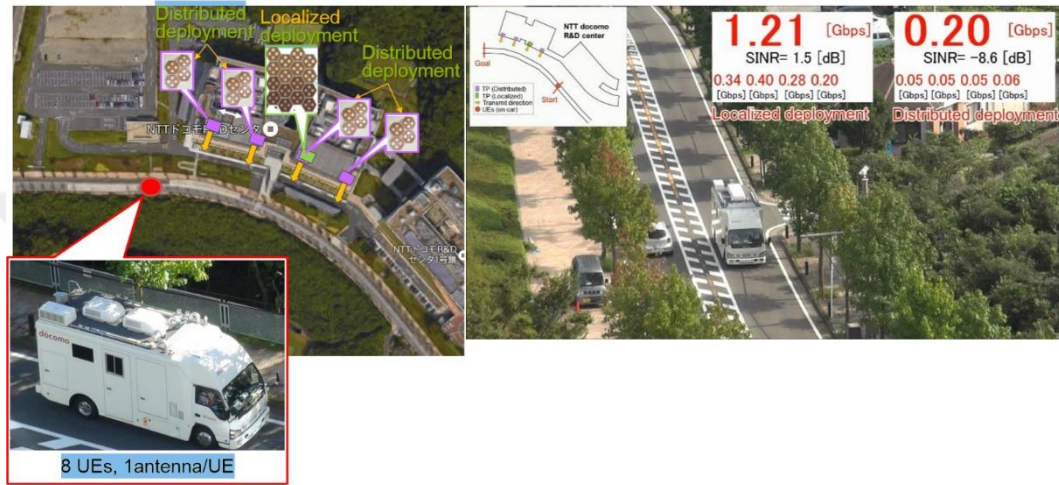 Distributed
deployment
Localized
deployment
Distributed
deployment
NTTドコモR&Dセンタ
NTTドコモR&D
センタ1号館
docomo
8 UEs, 1antenna/UE
NTT docomo
R&D center
Goal
Start
TP (Distributed)
TP (Localized)
Transmit direction
UEs (on car)
1.21 [Gbps]
SINR= 1.5 [dB]
0.34 0.40 0.28 0.20
[Gbps] [Gbps] [Gbps] [Gbps]
Localized deployment
0.20 [Gbps]
SINR= −8.6 [dB]
0.05 0.05 0.05 0.06
[Gbps] [Gbps] [Gbps] [Gbps]
Distributed deployment